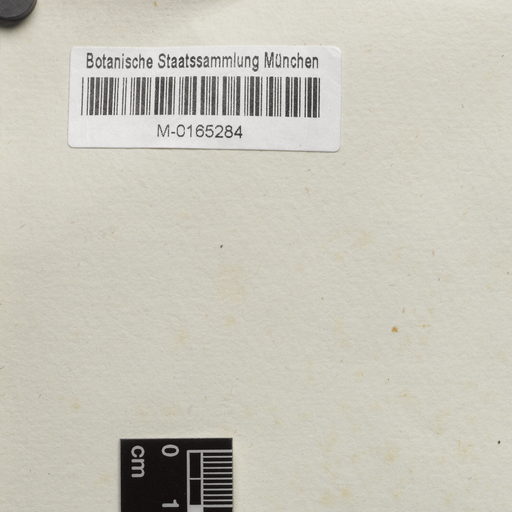 Botanische Staatssammlung München
M-0165284
0
cm
1